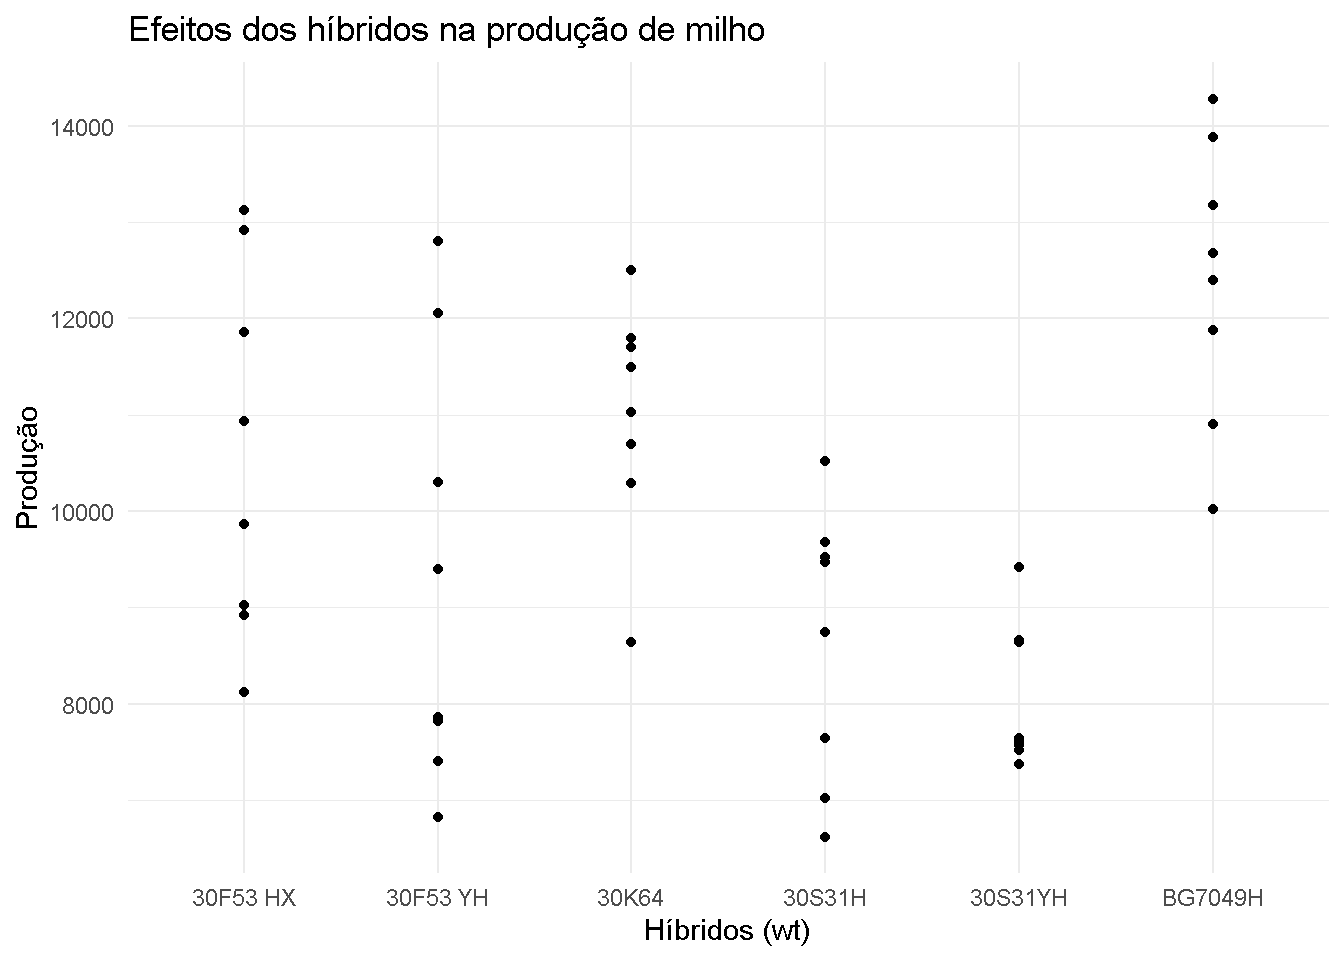 Efeitos dos híbridos na produção de milho
14000
12000
10000
8000
Produção
30F53 HX 30F53 YH 30K64 30S31H 30S31YH BG7049H
Híbridos (wt)